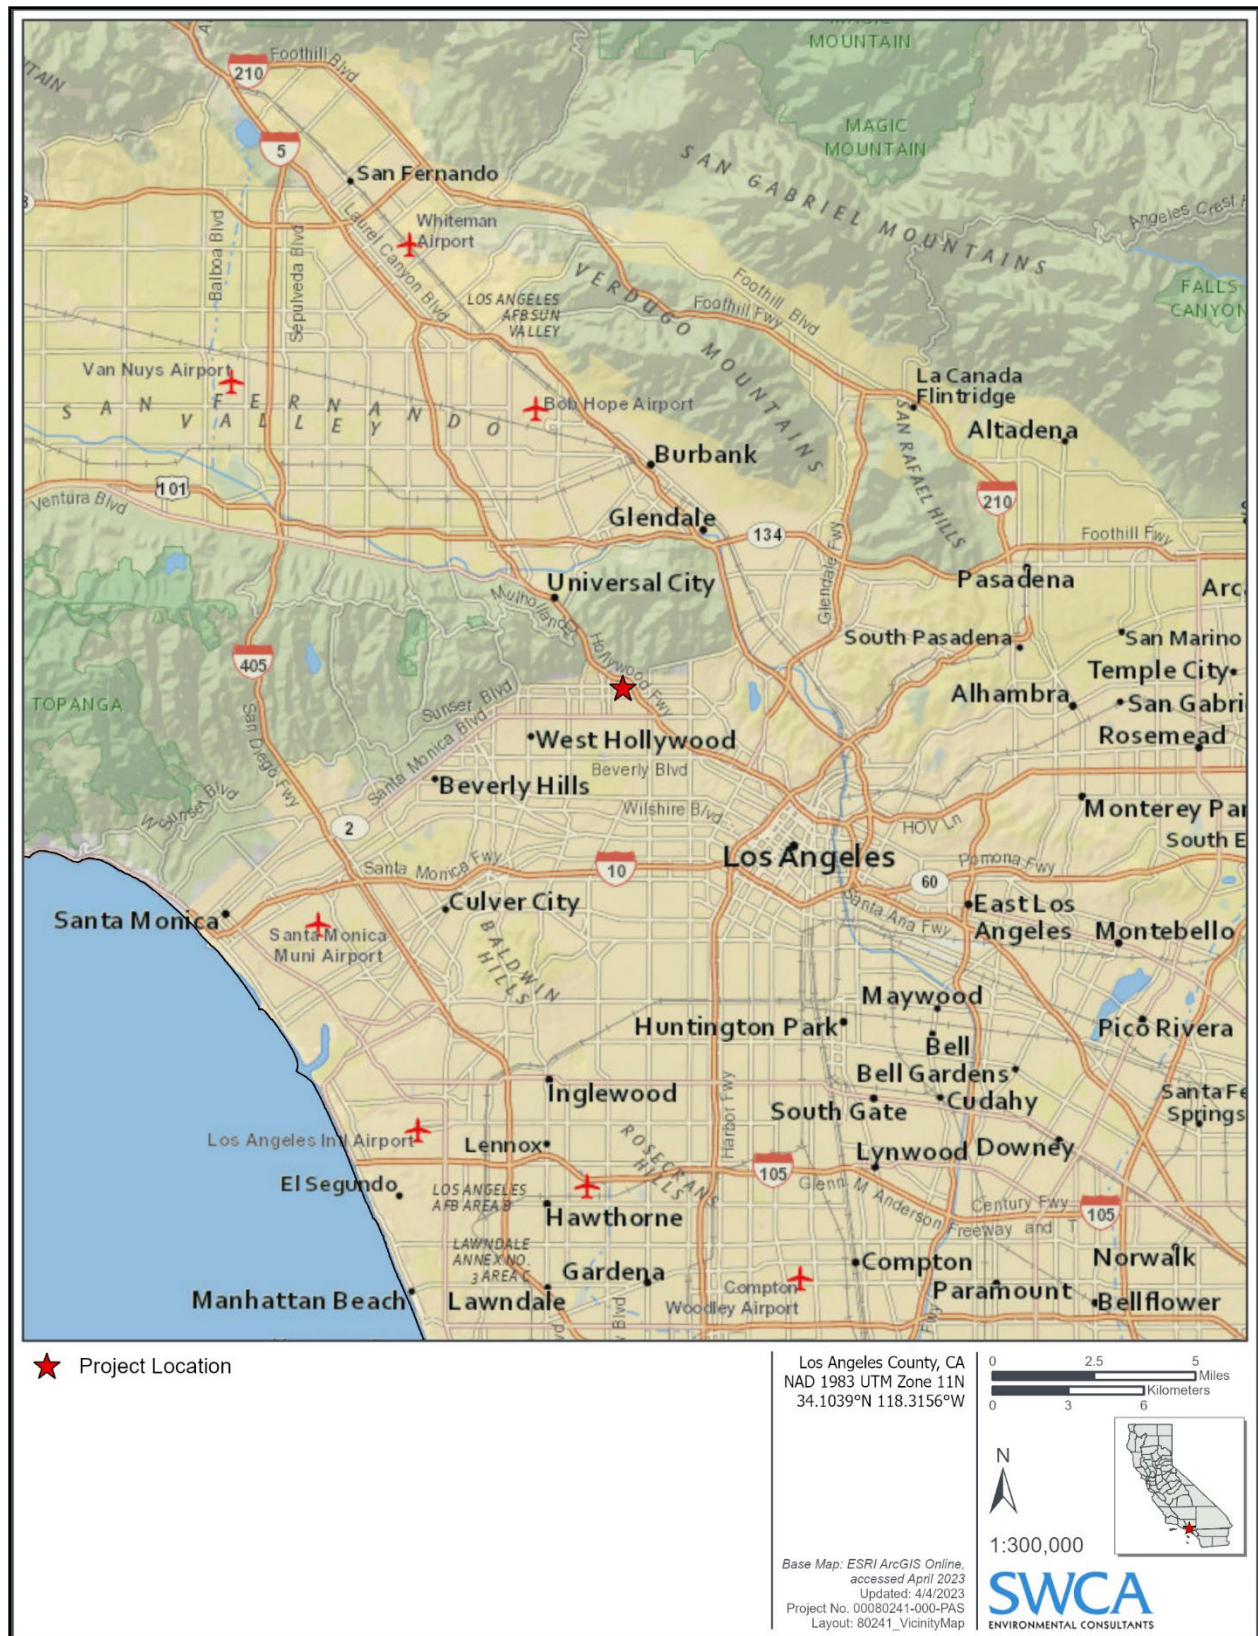 MAGIC
MOUNTAIN
Foothill Blvd
210
MAGIC
MOUNTAIN
5
SAN GABRIEL MOUNTAINS
San Fernando
Angeles Crest
Whiteman
Airport
Balboa Blvd
Sepulveda Blvd
Laurel Canyon Blvd
LOS ANGELES
AFB SUN
VALLEY
VERDUGO MOUNTAINS
Foothill Blvd
Foothill Fwy
FALLS
CANYON
Van Nuys Airport
SAN FERNANDO
VALLEY
Bob Hope Airport
La Canada
Flintridge
SAN RAFAEL HILLS
Altadena
Burbank
101
Ventura Blvd
210
Glendale
134
Glendale Fwy
Foothill Fwy
Universal City
Pasadena
Mulholland
Hollywood Fwy
South Pasadena
San Marino
405
Temple City
TOPANGA
Sunset Blvd
Alhambra
San Gabri
San Diego Fwy
Santa Monica Blvd
West Hollywood
Rosemead
Beverly Blvd
Beverly Hills
W Sunset Blvd
Wilshire Blvd
Monterey Par
2
HOV Ln
South E
Los Angeles
Santa Monica Fwy
10
Pomona Fwy
60
Culver City
Santa Ana Fwy
East Los
Angeles
Santa Monica
Montebello
Santa Monica
Muni Airport
BALDWIN
HILLS
Maywood
Huntington Park
Pico Rivera
Bell
Bell Gardens
Inglewood
Harbor Fwy
South Gate
Cudahy
Santa Fe
Springs
Los Angeles Intl Airport
Lennox
ROSECRANS
HILLS
Lynwood
Downey
105
El Segundo
LOS ANGELES
AFB AREA B
Glenn M Anderson Freeway and T
Century Fwy
105
Hawthorne
LAWNDALE
ANNEX NO.
3 AREA C
Gardena
Compton
Norwalk
Compton
Woodley Airport
Paramount
Manhattan Beach
Lawndale
Bellflower
Blvd
Fwy
Project Location
Los Angeles County, CA
NAD 1983 UTM Zone 11N
34.1039°N 118.3156°W
0 2.5 5
Miles
Kilometers
0 3 6
N
1:300,000
Base Map: ESRI ArcGIS Online,
accessed April 2023
Updated: 4/4/2023
Project No. 00080241-000-PAS
Layout: 80241_VicinityMap
SWCA
ENVIRONMENTAL CONSULTANTS